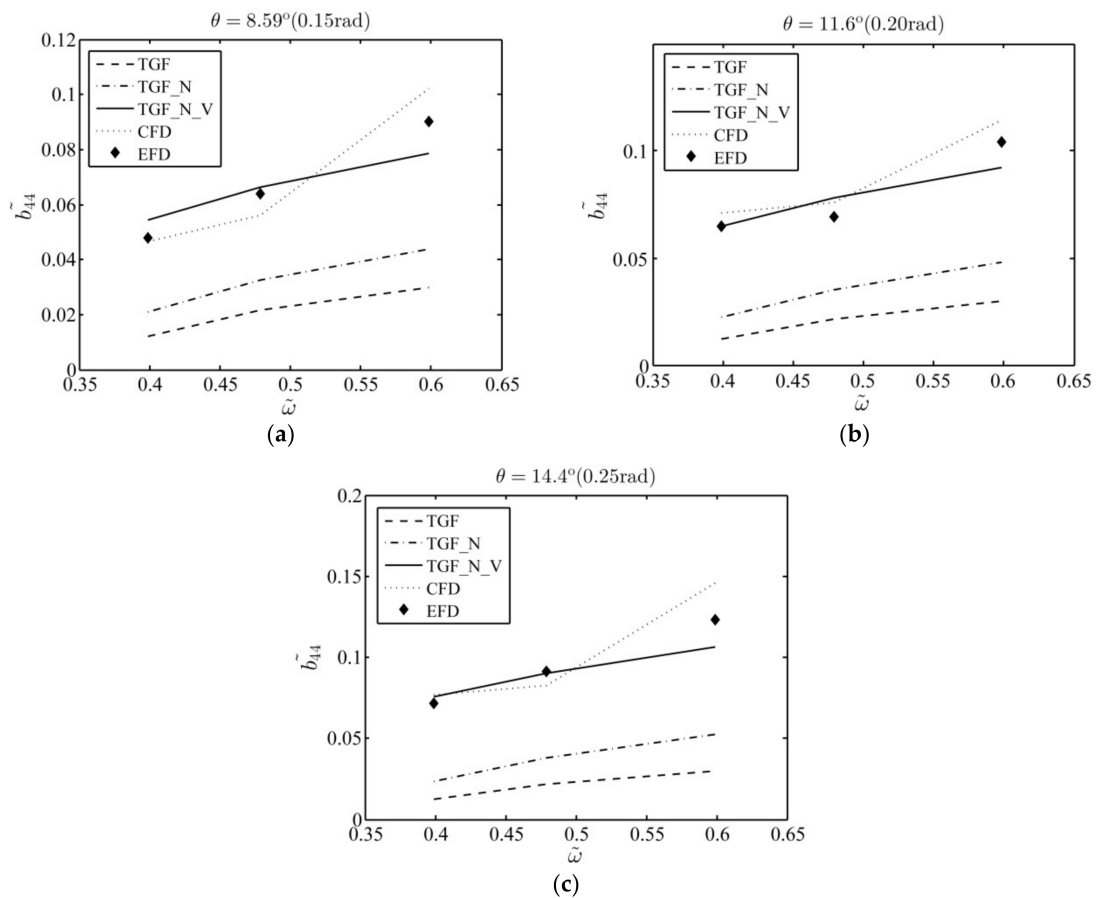 θ = 8.59°(0.15rad)
0.12
0.1
0.08
0.06
0.04
0.02
0
b̃₄₄
TGF
TGF_N
TGF_N_V
CFD
EFD
0.35 0.4 0.45 0.5 0.55 0.6 0.65
ω̃
(a)
θ = 11.6°(0.20rad)
0.1
0.05
0
b̃₄₄
TGF
TGF_N
TGF_N_V
CFD
EFD
0.35 0.4 0.45 0.5 0.55 0.6 0.65
ω̃
(b)
θ = 14.4°(0.25rad)
0.2
0.15
0.1
0.05
0
b̃₄₄
TGF
TGF_N
TGF_N_V
CFD
EFD
0.35 0.4 0.45 0.5 0.55 0.6 0.65
ω̃
(c)